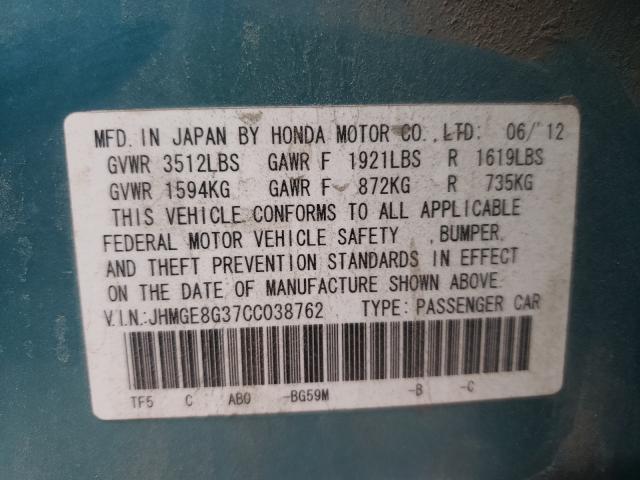 MFD. IN JAPAN BY HONDA MOTOR CO., LTD: 06/'12
GVWR 3512LBS GAWR F 1921LBS R 1619LBS
GVWR 1594KG GAWR F 872KG R 735KG
THIS VEHICLE CONFORMS TO ALL APPLICABLE
FEDERAL MOTOR VEHICLE SAFETY , BUMPER,
AND THEFT PREVENTION STANDARDS IN EFFECT
ON THE DATE OF MANUFACTURE SHOWN ABOVE.
V.I.N.:JHMGE8G37CC038762 TYPE: PASSENGER CAR
TF5 C AB0 -BG59M -B -C